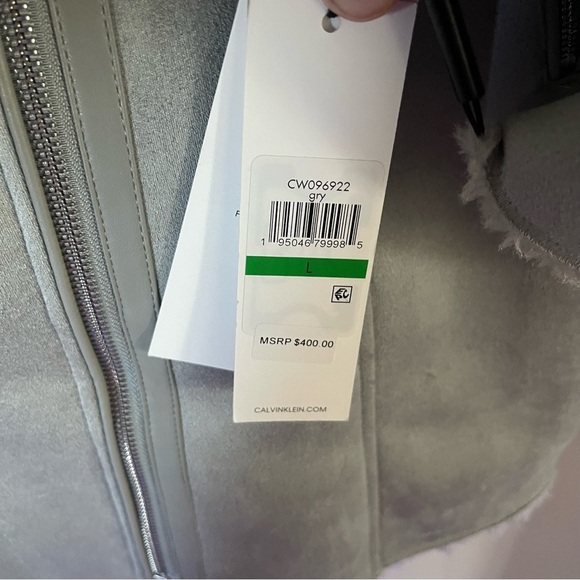 CW096922
gry
1 95046 79998 5
L
MSRP $400.00
CALVINKLEIN.COM